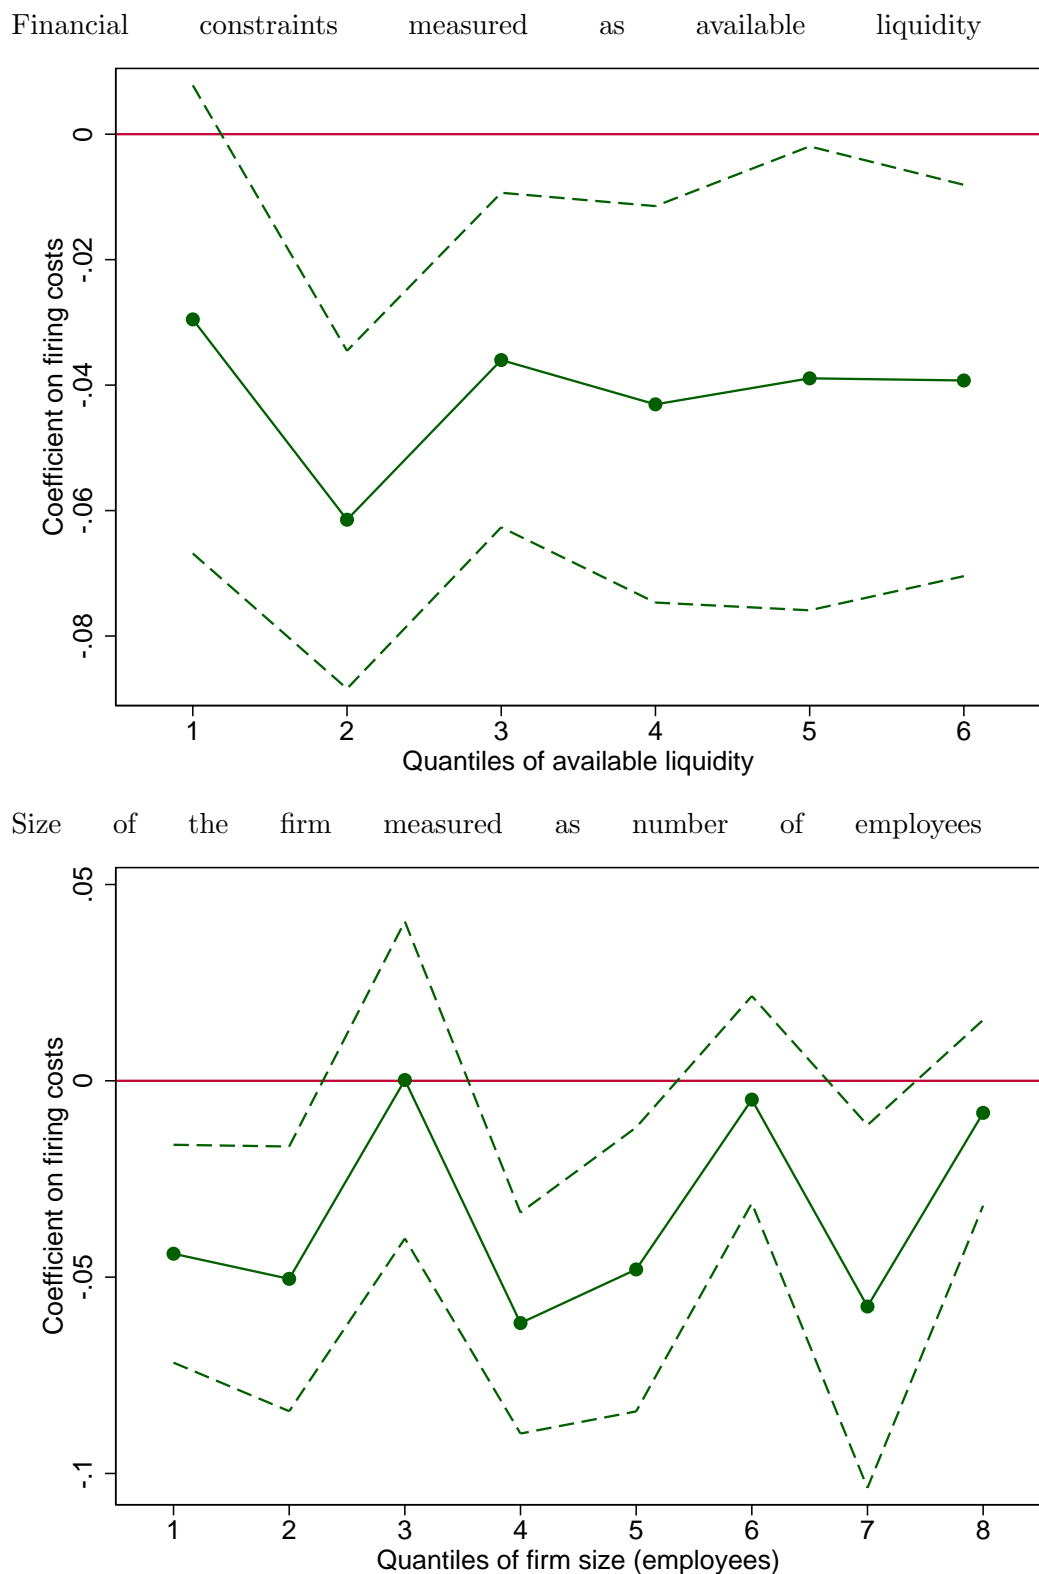 Financial constraints measured as available liquidity
Coefficient on firing costs
0
-.02
-.04
-.06
-.08
1 2 3 4 5 6
Quantiles of available liquidity
Size of the firm measured as number of employees
Coefficient on firing costs
.05
0
-.05
-.1
1 2 3 4 5 6 7 8
Quantiles of firm size (employees)